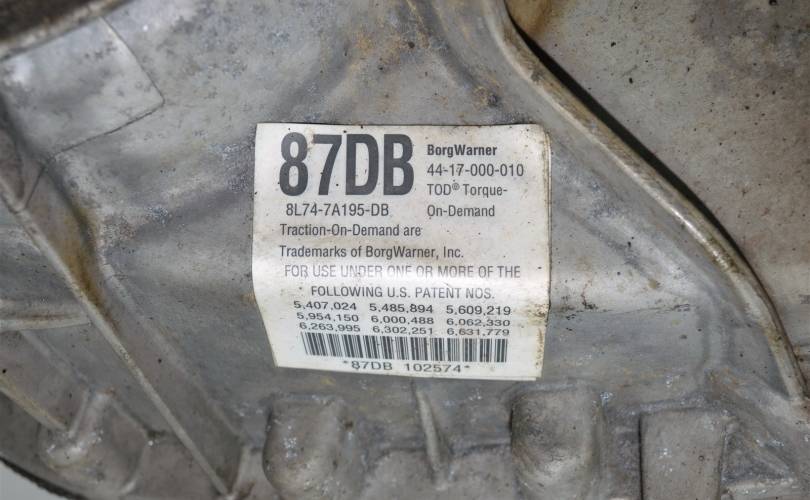 87DB
BorgWarner
44-17-000-010
TOD® Torque-
8L74-7A195-DB
On-Demand
Traction-On-Demand are
Trademarks of BorgWarner, Inc.
FOR USE UNDER ONE OR MORE OF THE
FOLLOWING U.S. PATENT NOS.
5,407,024 5,485,894 5,609,219
5,954,150 6,000,488 6,062,330
6,263,995 6,302,251 6,631,779
*87DB 102574*